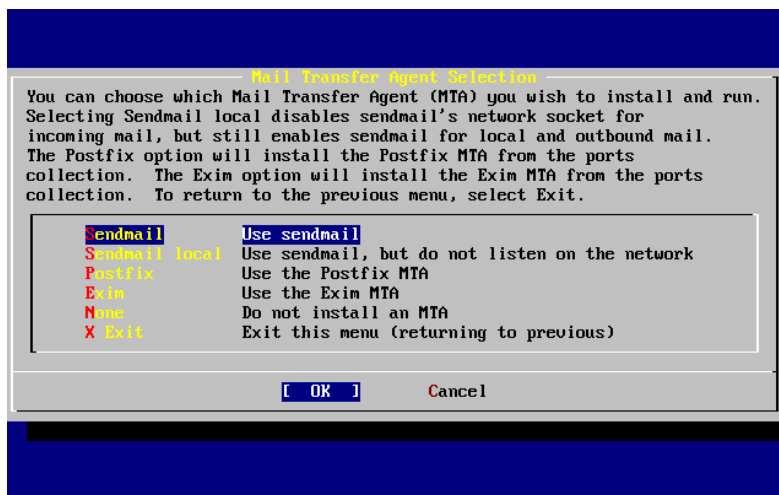 Mail Transfer Agent Selection
You can choose which Mail Transfer Agent (MTA) you wish to install and run.
Selecting Sendmail local disables sendmail's network socket for
incoming mail, but still enables sendmail for local and outbound mail.
The Postfix option will install the Postfix MTA from the ports
collection.  The Exim option will install the Exim MTA from the ports
collection.  To return to the previous menu, select Exit.
Sendmail Use sendmail
Sendmail local Use sendmail, but do not listen on the network
Postfix Use the Postfix MTA
Exim Use the Exim MTA
None Do not install an MTA
X Exit Exit this menu (returning to previous)
[ OK ] Cancel